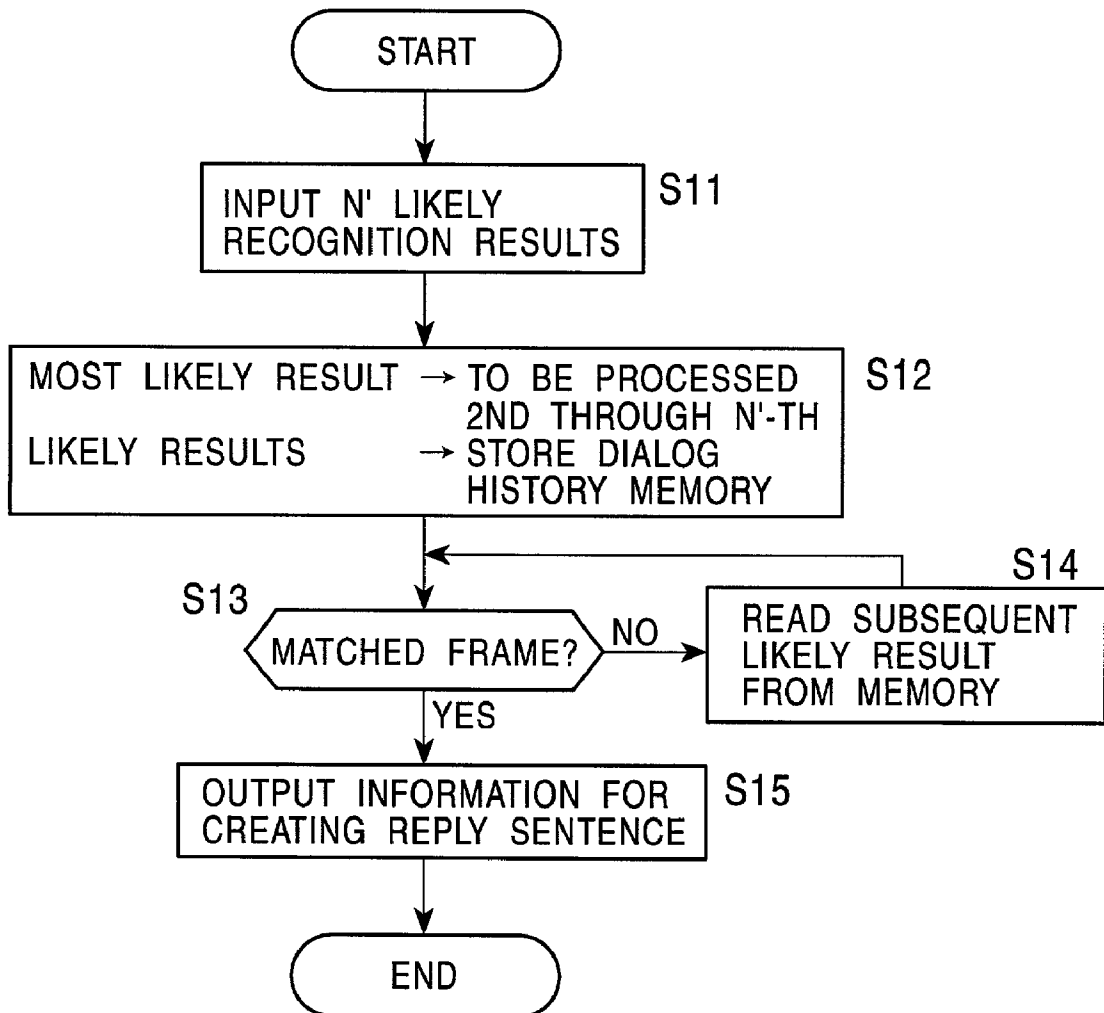 START
S11
INPUT N' LIKELY
RECOGNITION RESULTS
S12
MOST LIKELY RESULT → TO BE PROCESSED
2ND THROUGH N'-TH
LIKELY RESULTS → STORE DIALOG
HISTORY MEMORY
S13
MATCHED FRAME?
NO
S14
READ SUBSEQUENT
LIKELY RESULT
FROM MEMORY
YES
S15
OUTPUT INFORMATION FOR
CREATING REPLY SENTENCE
END